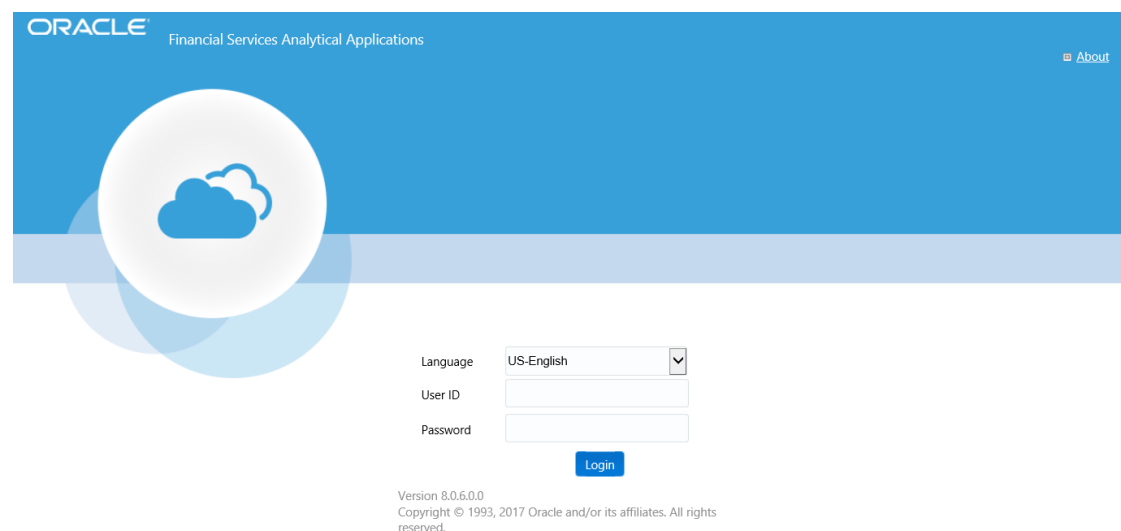 ORACLE
Financial Services Analytical Applications
About
Language US-English
User ID
Password
Login
Version 8.0.6.0.0
Copyright © 1993, 2017 Oracle and/or its affiliates. All rights
reserved.